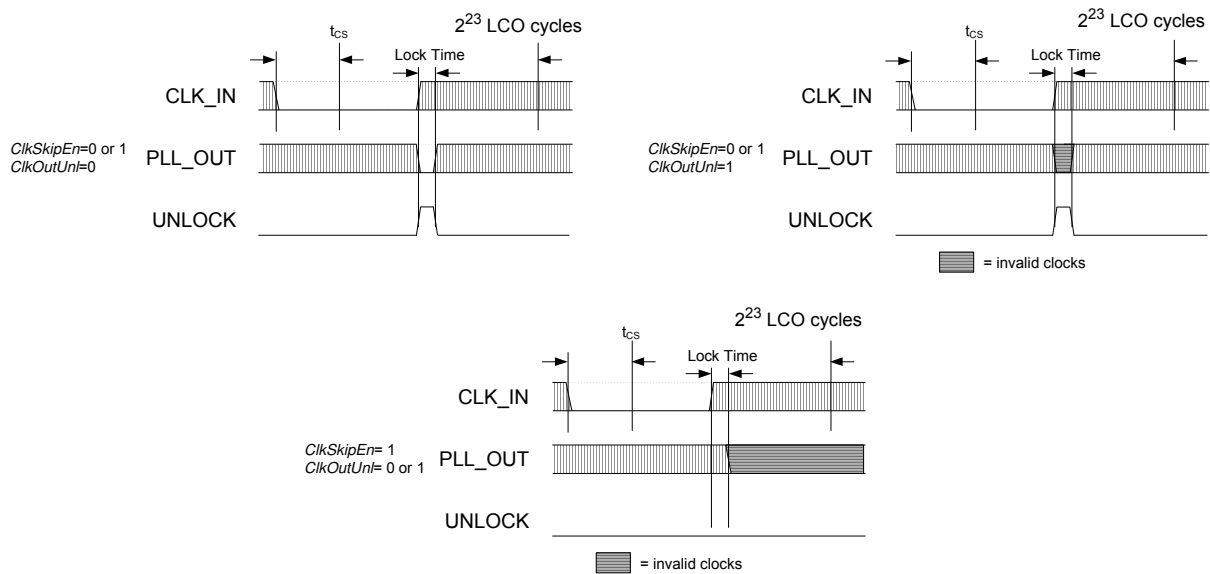 2²³ LCO cycles
t_CS
Lock Time
CLK_IN
ClkSkipEn=0 or 1
ClkOutUnl=0
PLL_OUT
UNLOCK
2²³ LCO cycles
t_CS
Lock Time
CLK_IN
ClkSkipEn=0 or 1
ClkOutUnl=1
PLL_OUT
UNLOCK
= invalid clocks
2²³ LCO cycles
t_CS
Lock Time
CLK_IN
ClkSkipEn= 1
ClkOutUnl= 0 or 1
PLL_OUT
UNLOCK
= invalid clocks